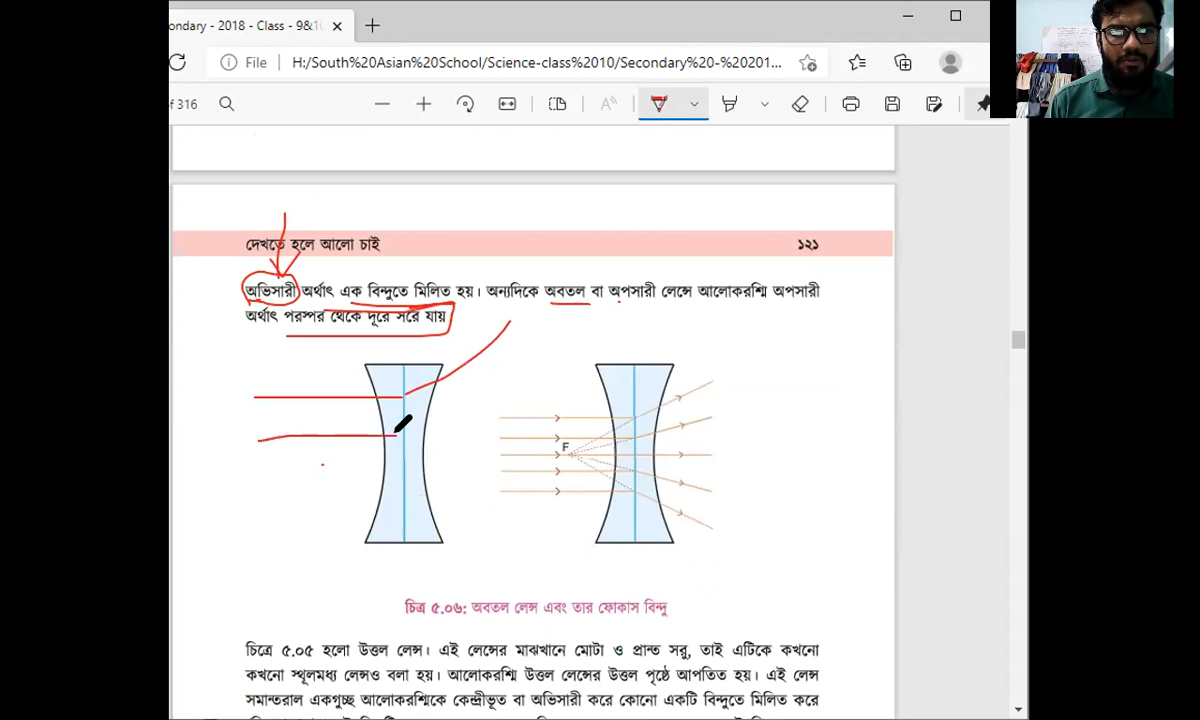 ondary - 2018 - Class - 9&1
File
H:/South%20Asian%20School/Science-class%2010/Secondary%20-%20201...
of 316
দেখতে হলে আলো চাই
১২১
অভিসারী অর্থাৎ এক বিন্দুতে মিলিত হয়। অন্যদিকে অবতল বা অপসারী লেন্সে আলোকরশ্মি অপসারী
অর্থাৎ পরস্পর থেকে দূরে সরে যায়
F
চিত্র ৫.০৬: অবতল লেন্স এবং তার ফোকাস বিন্দু
চিত্রে ৫.০৫ হলো উত্তল লেন্স। এই লেন্সের মাঝখানে মোটা ও প্রান্ত সরু, তাই এটিকে কখনো
কখনো স্থূলমধ্য লেন্সও বলা হয়। আলোকরশ্মি উত্তল লেন্সের উত্তল পৃষ্ঠে আপতিত হয়। এই লেন্স
সমান্তরাল একগুচ্ছ আলোকরশ্মিকে কেন্দ্রীভূত বা অভিসারী করে কোনো একটি বিন্দুতে মিলিত করে